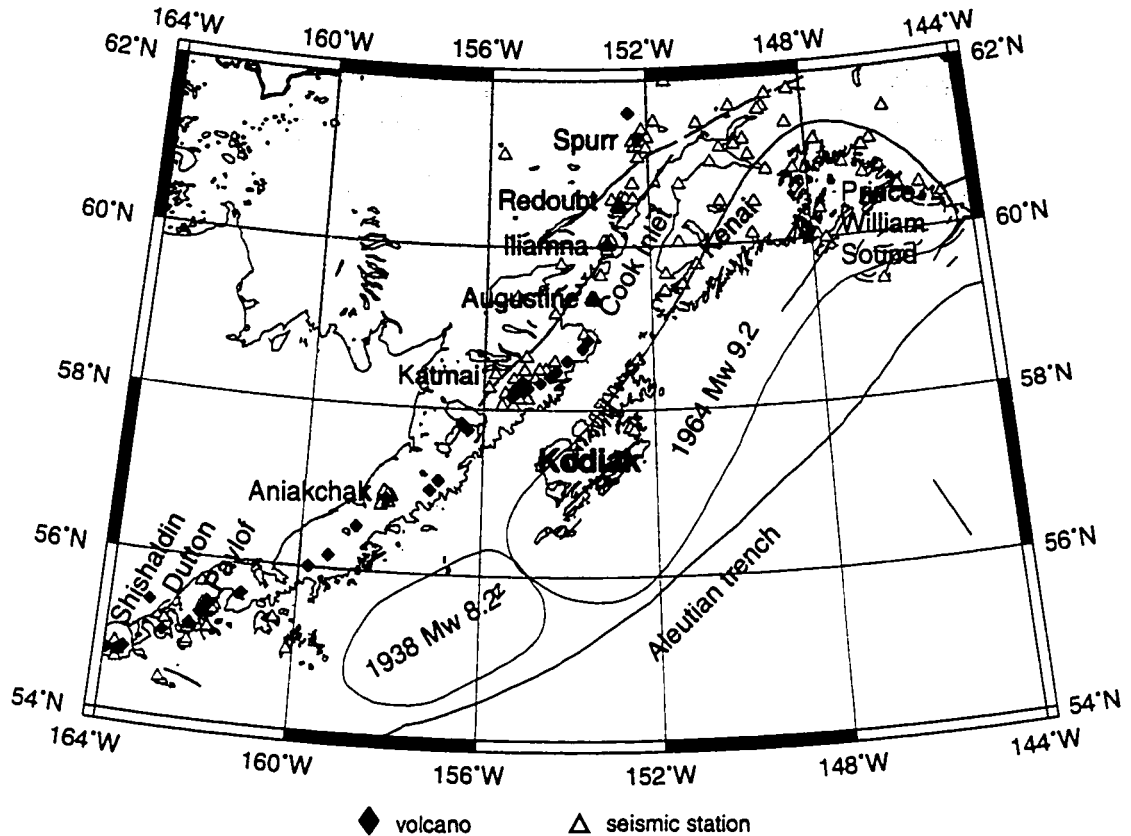 164°W
160°W
156°W
152°W
148°W
144°W
62°N
62°N
Spurr
Redoubt
Prince
William
Sound
60°N
60°N
Iliamna
Cook Inlet
Kenai
Augustine
Katmai
58°N
58°N
1964 Mw 9.2
Kodiak
Aniakchak
56°N
56°N
Shishaldin
Dutton
Pavlof
1938 Mw 8.2
Aleutian trench
54°N
54°N
164°W
160°W
156°W
152°W
148°W
144°W
volcano
seismic station